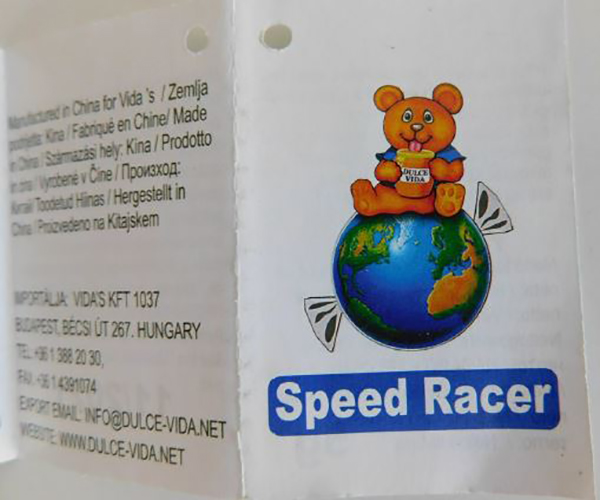 Manufactured in China for Vida 's / Zemlja
podrijetla: Kina / Fabriqué en Chine/ Made
in China / Származási hely: Kina / Prodotto
in cina / Vyrobené v Číne / Произход:
Toodetud Hiinas / Hergestellt in
China / Proizvedeno na Kitajskem
IMPORTÁLJA: VIDA'S KFT 1037
BUDAPEST, BÉCSI ÚT 267. HUNGARY
TEL +36 1 388 20 30,
FAX +36 1 4391074
EXPORT EMAIL: INFO@DULCE-VIDA.NET
WEBSITE: WWW.DULCE-VIDA.NET
DULCE
VIDA
Speed Racer